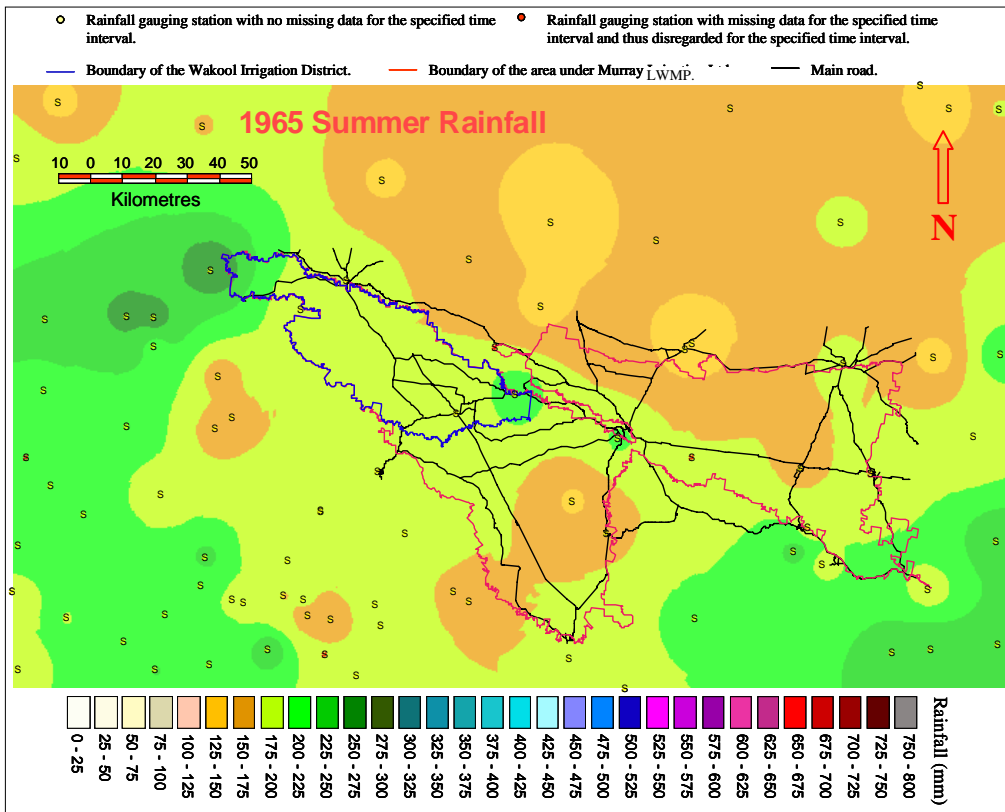 Rainfall gauging station with no missing data for the specified time
interval.
Rainfall gauging station with missing data for the specified time
interval and thus disregarded for the specified time interval.
Boundary of the Wakool Irrigation District.
Boundary of the area under Murray
LWMP.
Main road.
1965 Summer Rainfall
10 0 10 20 30 40 50
Kilometres
N
0 - 25
25 - 50
50 - 75
75 - 100
100 - 125
125 - 150
150 - 175
175 - 200
200 - 225
225 - 250
250 - 275
275 - 300
300 - 325
325 - 350
350 - 375
375 - 400
400 - 425
425 - 450
450 - 475
475 - 500
500 - 525
525 - 550
550 - 575
575 - 600
600 - 625
625 - 650
650 - 675
675 - 700
700 - 725
725 - 750
750 - 800
Rainfall (mm)